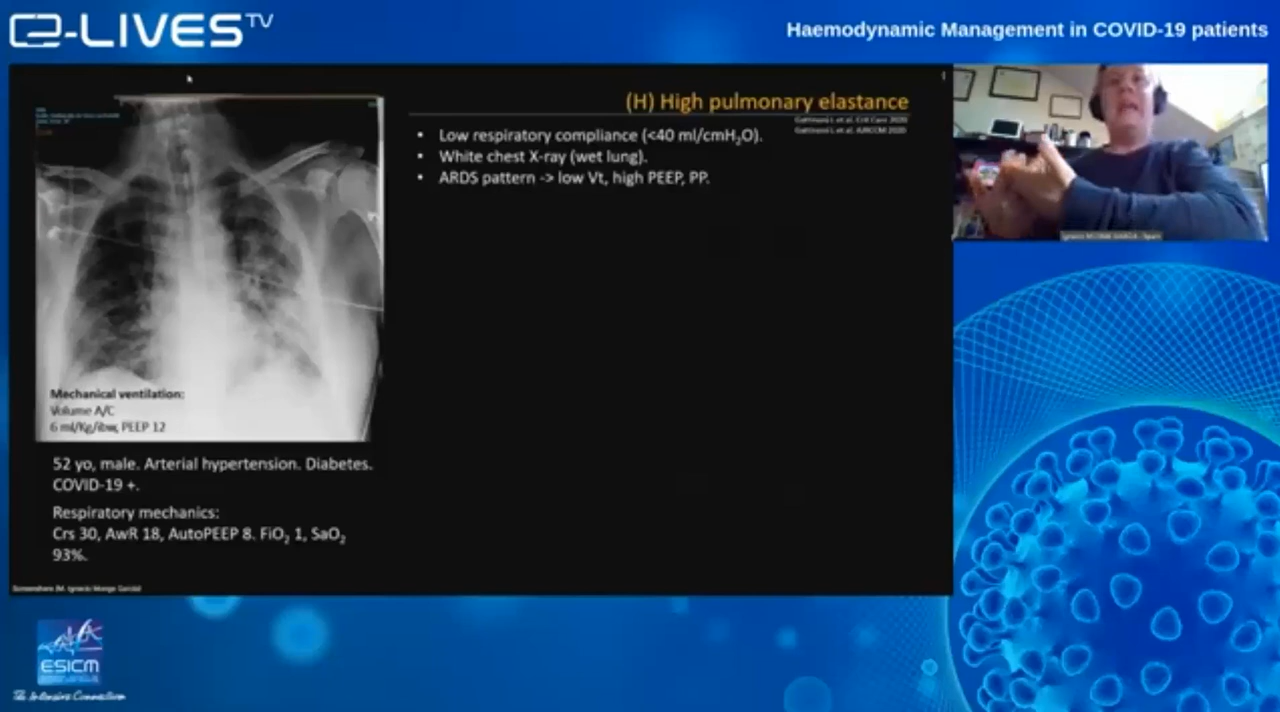 e-LIVES TV
Haemodynamic Management in COVID-19 patients
(H) High pulmonary elastance
Gattinoni L et al. Crit Care 2020
Gattinoni L et al. AJRCCM 2020
• Low respiratory compliance (<40 ml/cmH₂O).
• White chest X-ray (wet lung).
• ARDS pattern -> low Vt, high PEEP, PP.
Mechanical ventilation:
Volume A/C
6 ml/Kg/ibw, PEEP 12
52 yo, male. Arterial hypertension. Diabetes.
COVID-19 +.
Respiratory mechanics:
Crs 30, AwR 18, AutoPEEP 8. FiO₂ 1, SaO₂
93%.
ESICM
The Intensive Connection